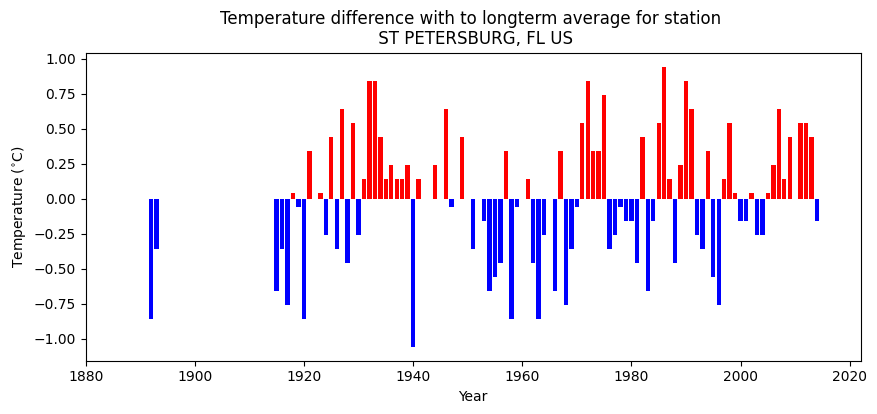 Temperature difference with to longterm average for station
ST PETERSBURG, FL US
Temperature (°C)
1.00
0.75
0.50
0.25
0.00
−0.25
−0.50
−0.75
−1.00
1880 1900 1920 1940 1960 1980 2000 2020
Year